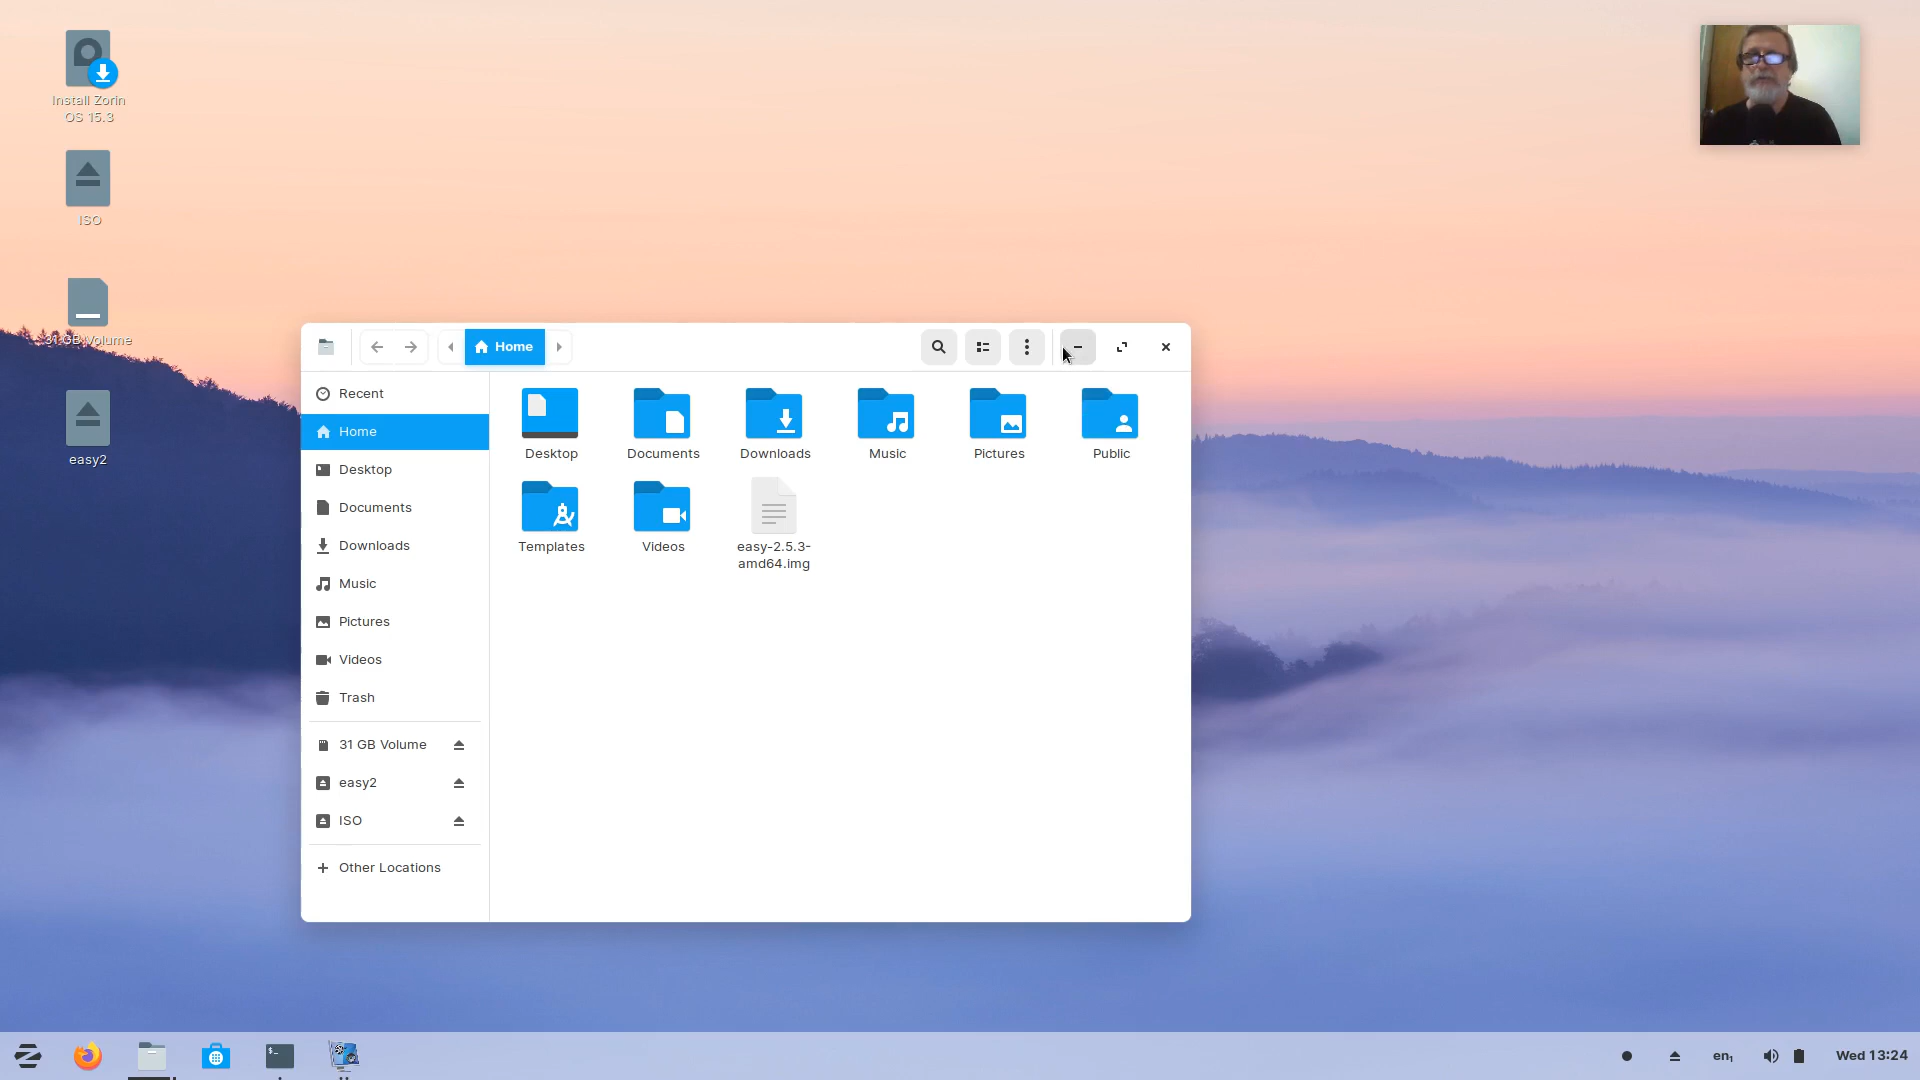 Install Zorin
OS 15.3
ISO
31 GB Volume
easy2
Home
Recent
Home
Desktop
Documents
Downloads
Music
Pictures
Videos
Trash
31 GB Volume
easy2
ISO
Other Locations
Desktop
Documents
Downloads
Music
Pictures
Public
Templates
Videos
easy-2.5.3-
amd64.img
en₁
Wed 13:24